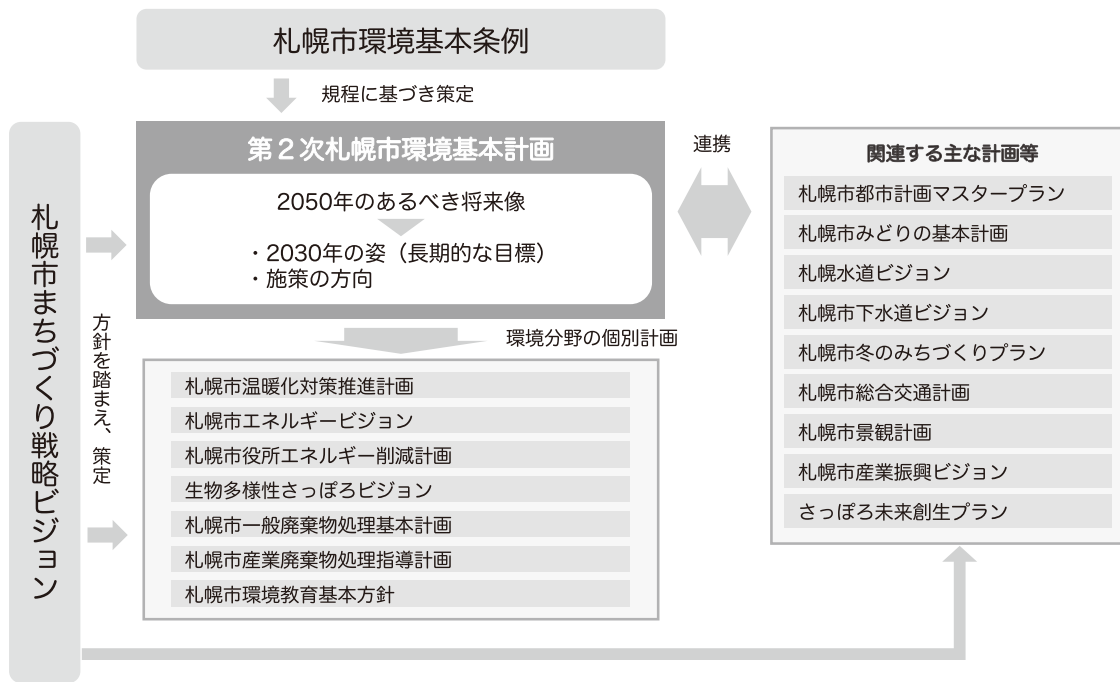 札幌市環境基本条例
規程に基づき策定
札幌市まちづくり戦略ビジョン
方針を踏まえ、策定
第２次札幌市環境基本計画
2050年のあるべき将来像
・2030年の姿（長期的な目標）
・施策の方向
連携
環境分野の個別計画
札幌市温暖化対策推進計画
札幌市エネルギービジョン
札幌市役所エネルギー削減計画
生物多様性さっぽろビジョン
札幌市一般廃棄物処理基本計画
札幌市産業廃棄物処理指導計画
札幌市環境教育基本方針
関連する主な計画等
札幌市都市計画マスタープラン
札幌市みどりの基本計画
札幌水道ビジョン
札幌市下水道ビジョン
札幌市冬のみちづくりプラン
札幌市総合交通計画
札幌市景観計画
札幌市産業振興ビジョン
さっぽろ未来創生プラン